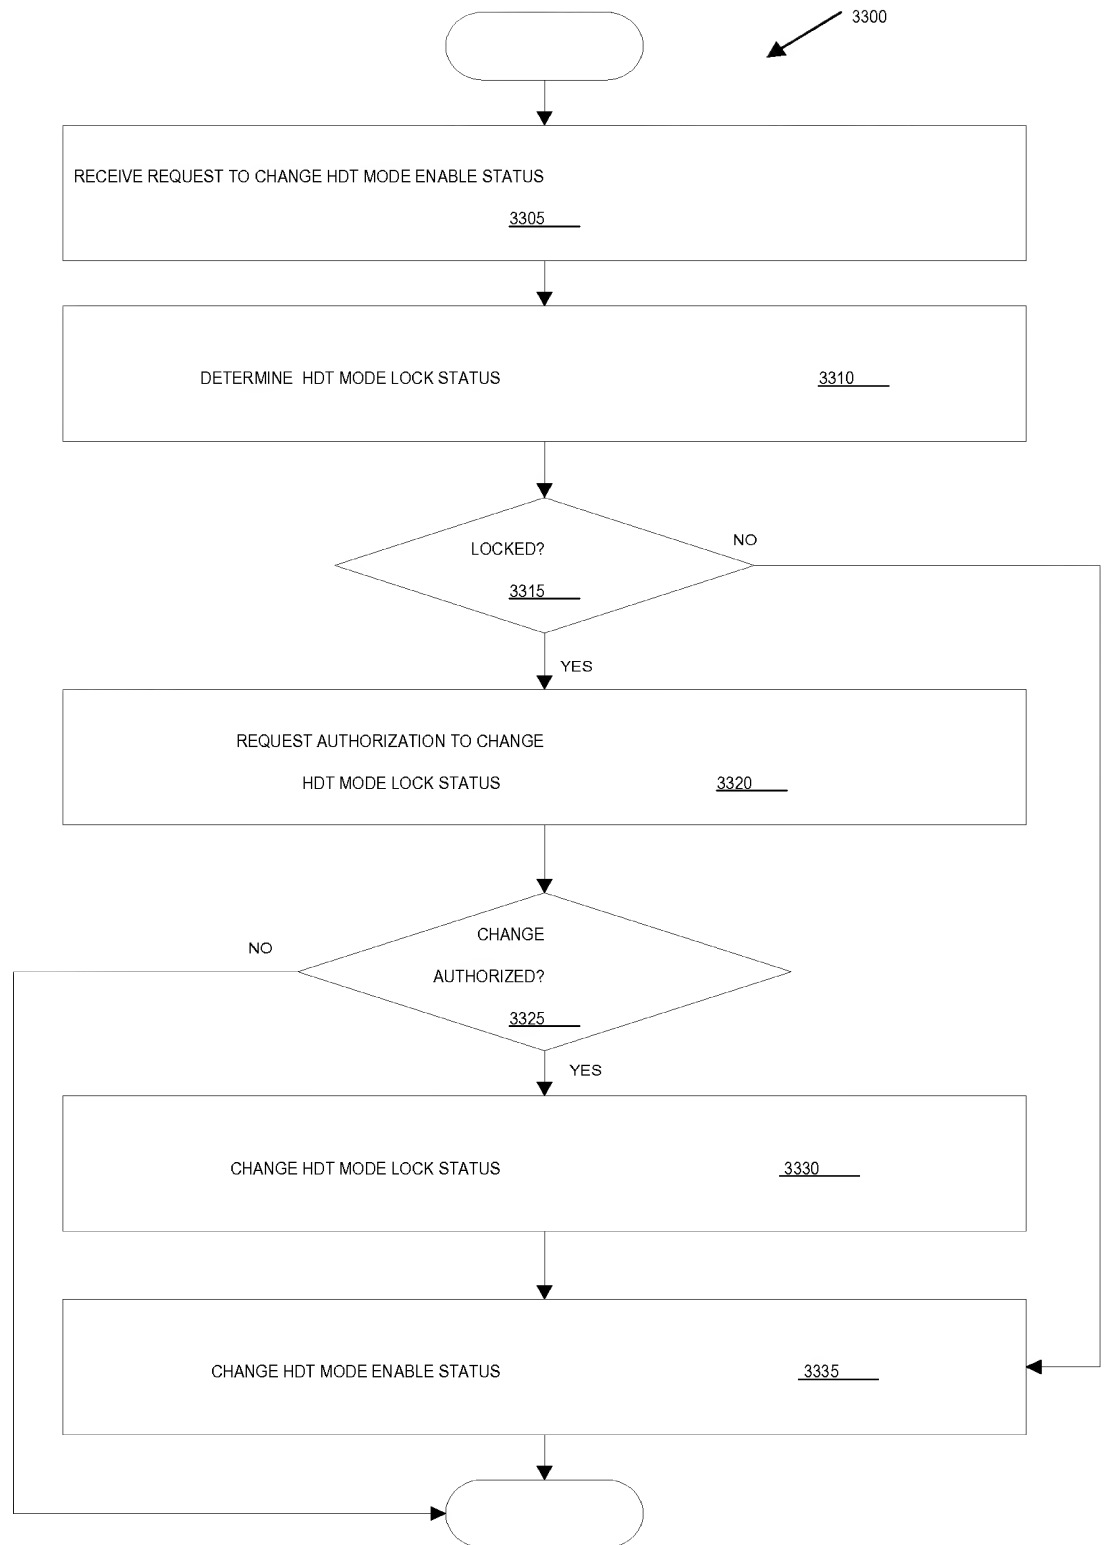 3300
RECEIVE REQUEST TO CHANGE HDT MODE ENABLE STATUS
3305
DETERMINE HDT MODE LOCK STATUS 3310
LOCKED?
NO
3315
YES
REQUEST AUTHORIZATION TO CHANGE
HDT MODE LOCK STATUS 3320
CHANGE
NO
AUTHORIZED?
3325
YES
CHANGE HDT MODE LOCK STATUS 3330
CHANGE HDT MODE ENABLE STATUS 3335